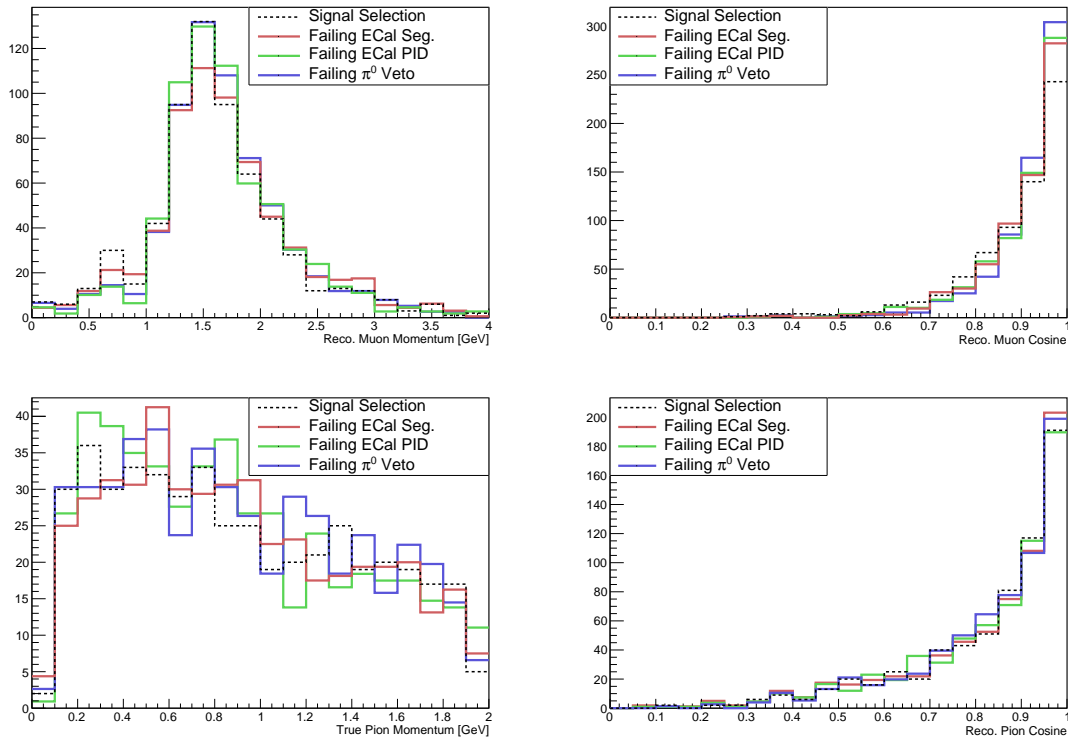 Signal Selection
Failing ECal Seg.
Failing ECal PID
Failing π⁰ Veto
120
100
80
60
40
20
0
0 0.5 1 1.5 2 2.5 3 3.5 4
Reco. Muon Momentum [GeV]
Signal Selection
Failing ECal Seg.
Failing ECal PID
Failing π⁰ Veto
300
250
200
150
100
50
0
0 0.1 0.2 0.3 0.4 0.5 0.6 0.7 0.8 0.9 1
Reco. Muon Cosine
Signal Selection
Failing ECal Seg.
Failing ECal PID
Failing π⁰ Veto
40
35
30
25
20
15
10
5
0
0 0.2 0.4 0.6 0.8 1 1.2 1.4 1.6 1.8 2
True Pion Momentum [GeV]
Signal Selection
Failing ECal Seg.
Failing ECal PID
Failing π⁰ Veto
200
180
160
140
120
100
80
60
40
20
0
0 0.1 0.2 0.3 0.4 0.5 0.6 0.7 0.8 0.9 1
Reco. Pion Cosine